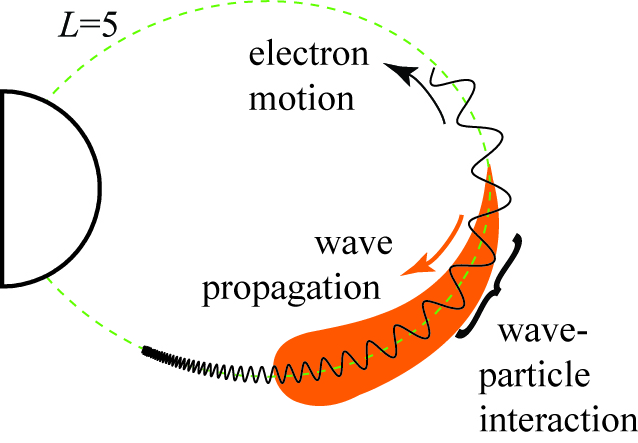 L=5
electron
motion
wave
propagation
wave-
particle
interaction